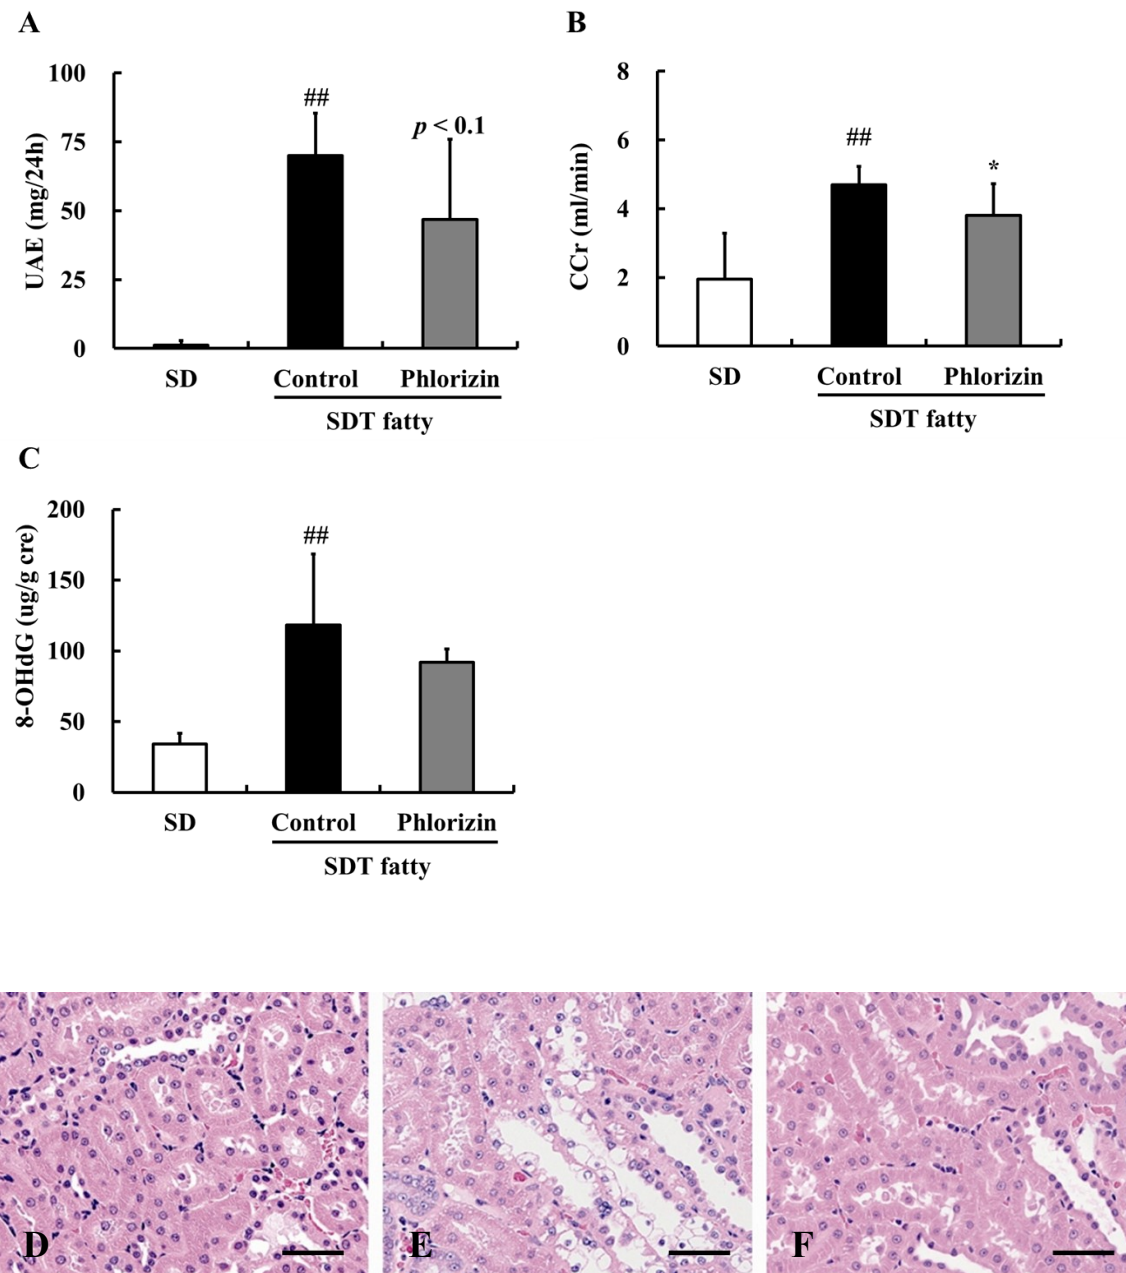 A
UAE (mg/24h)
100
75
50
25
0
##
p < 0.1
SD
Control
Phlorizin
SDT fatty
B
CCr (ml/min)
8
6
4
2
0
##
*
SD
Control
Phlorizin
SDT fatty
C
8-OHdG (ug/g cre)
200
150
100
50
0
##
SD
Control
Phlorizin
SDT fatty
D
E
F